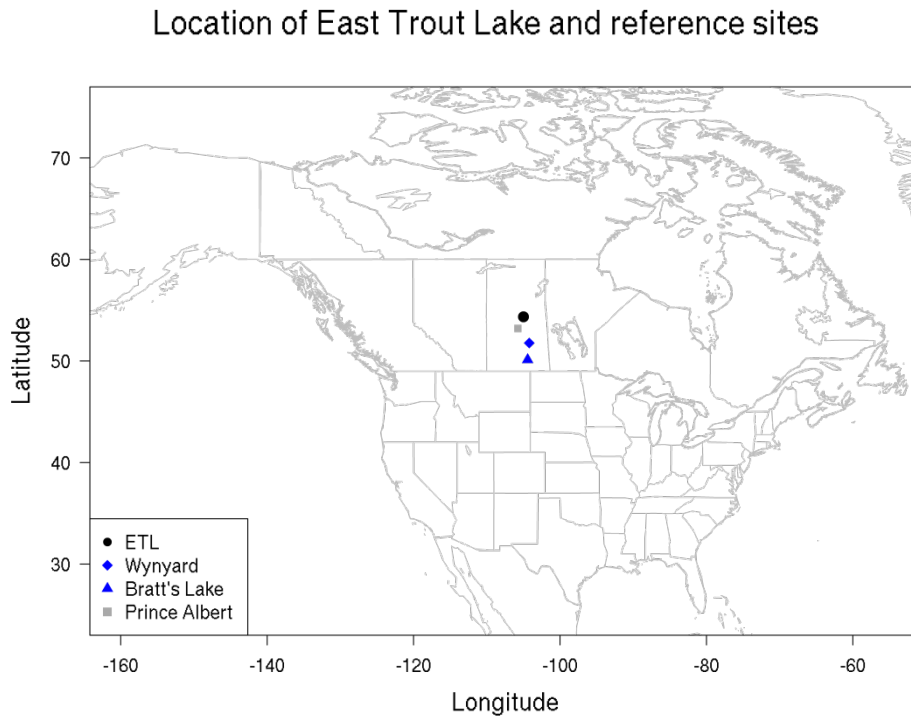 Location of East Trout Lake and reference sites
Latitude
70
60
50
40
30
ETL
Wynyard
Bratt's Lake
Prince Albert
-160 -140 -120 -100 -80 -60
Longitude